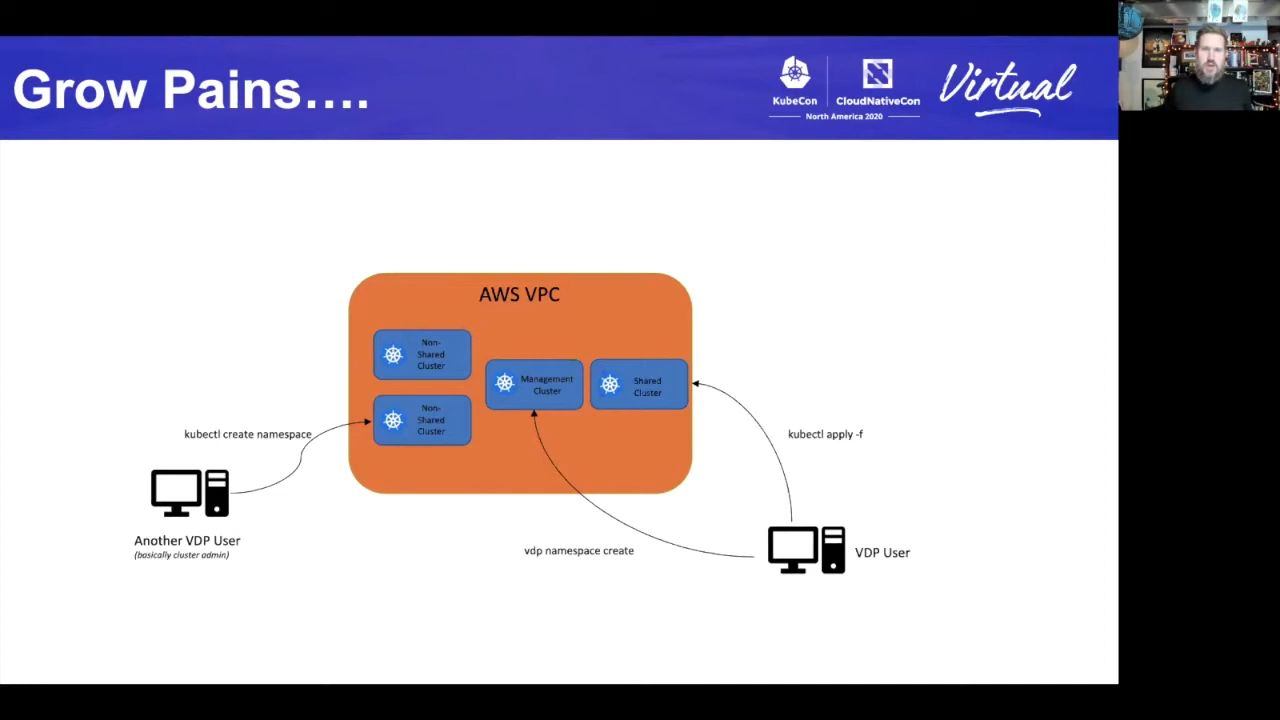 Grow Pains....
KubeCon
CloudNativeCon
North America 2020
Virtual
AWS VPC
Non-
Shared
Cluster
Management
Cluster
Shared
Cluster
Non-
Shared
Cluster
kubectl create namespace
kubectl apply -f
Another VDP User
(basically cluster admin)
vdp namespace create
VDP User